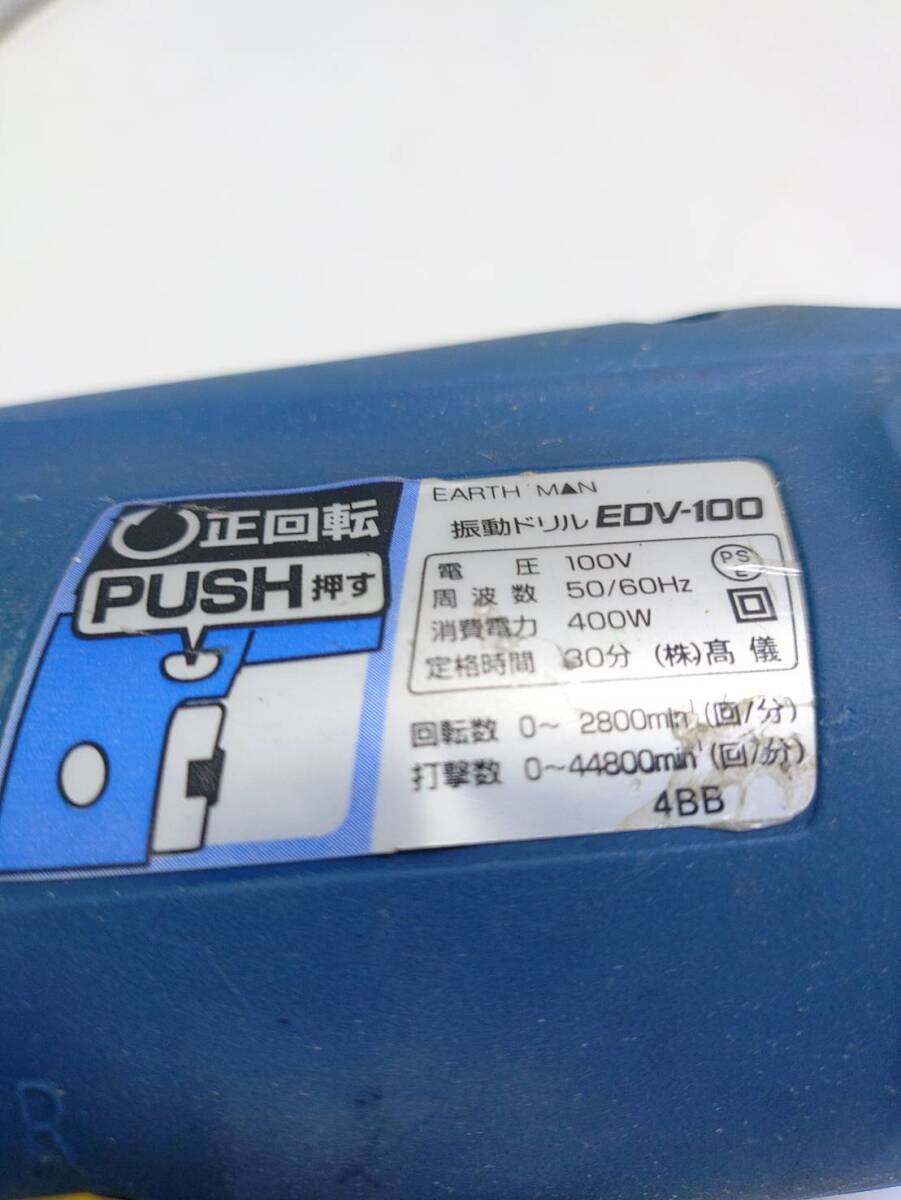 正回転
PUSH 押す
EARTH MAN
振動ドリル EDV-100
電圧 100V
周波数 50/60Hz
消費電力 400W
定格時間 30分 (株)髙儀
PS E
回転数 0~ 2800min⁻¹(回/分)
打撃数 0~44800min⁻¹(回/分)
4BB
R